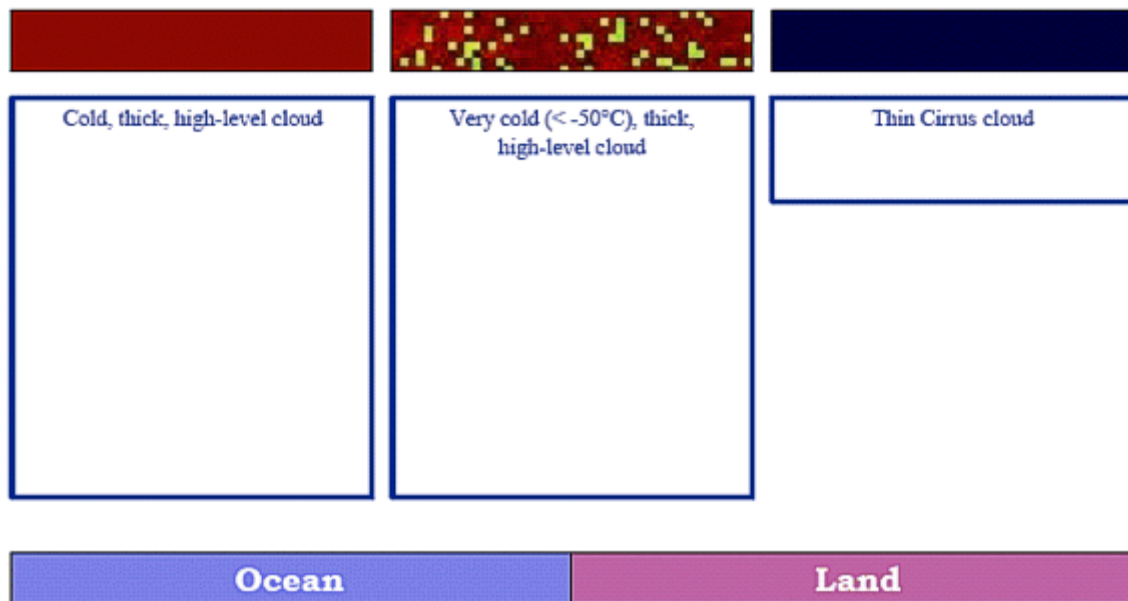 Cold, thick, high-level cloud
Very cold (< -50°C), thick,
high-level cloud
Thin Cirrus cloud
Ocean
Land